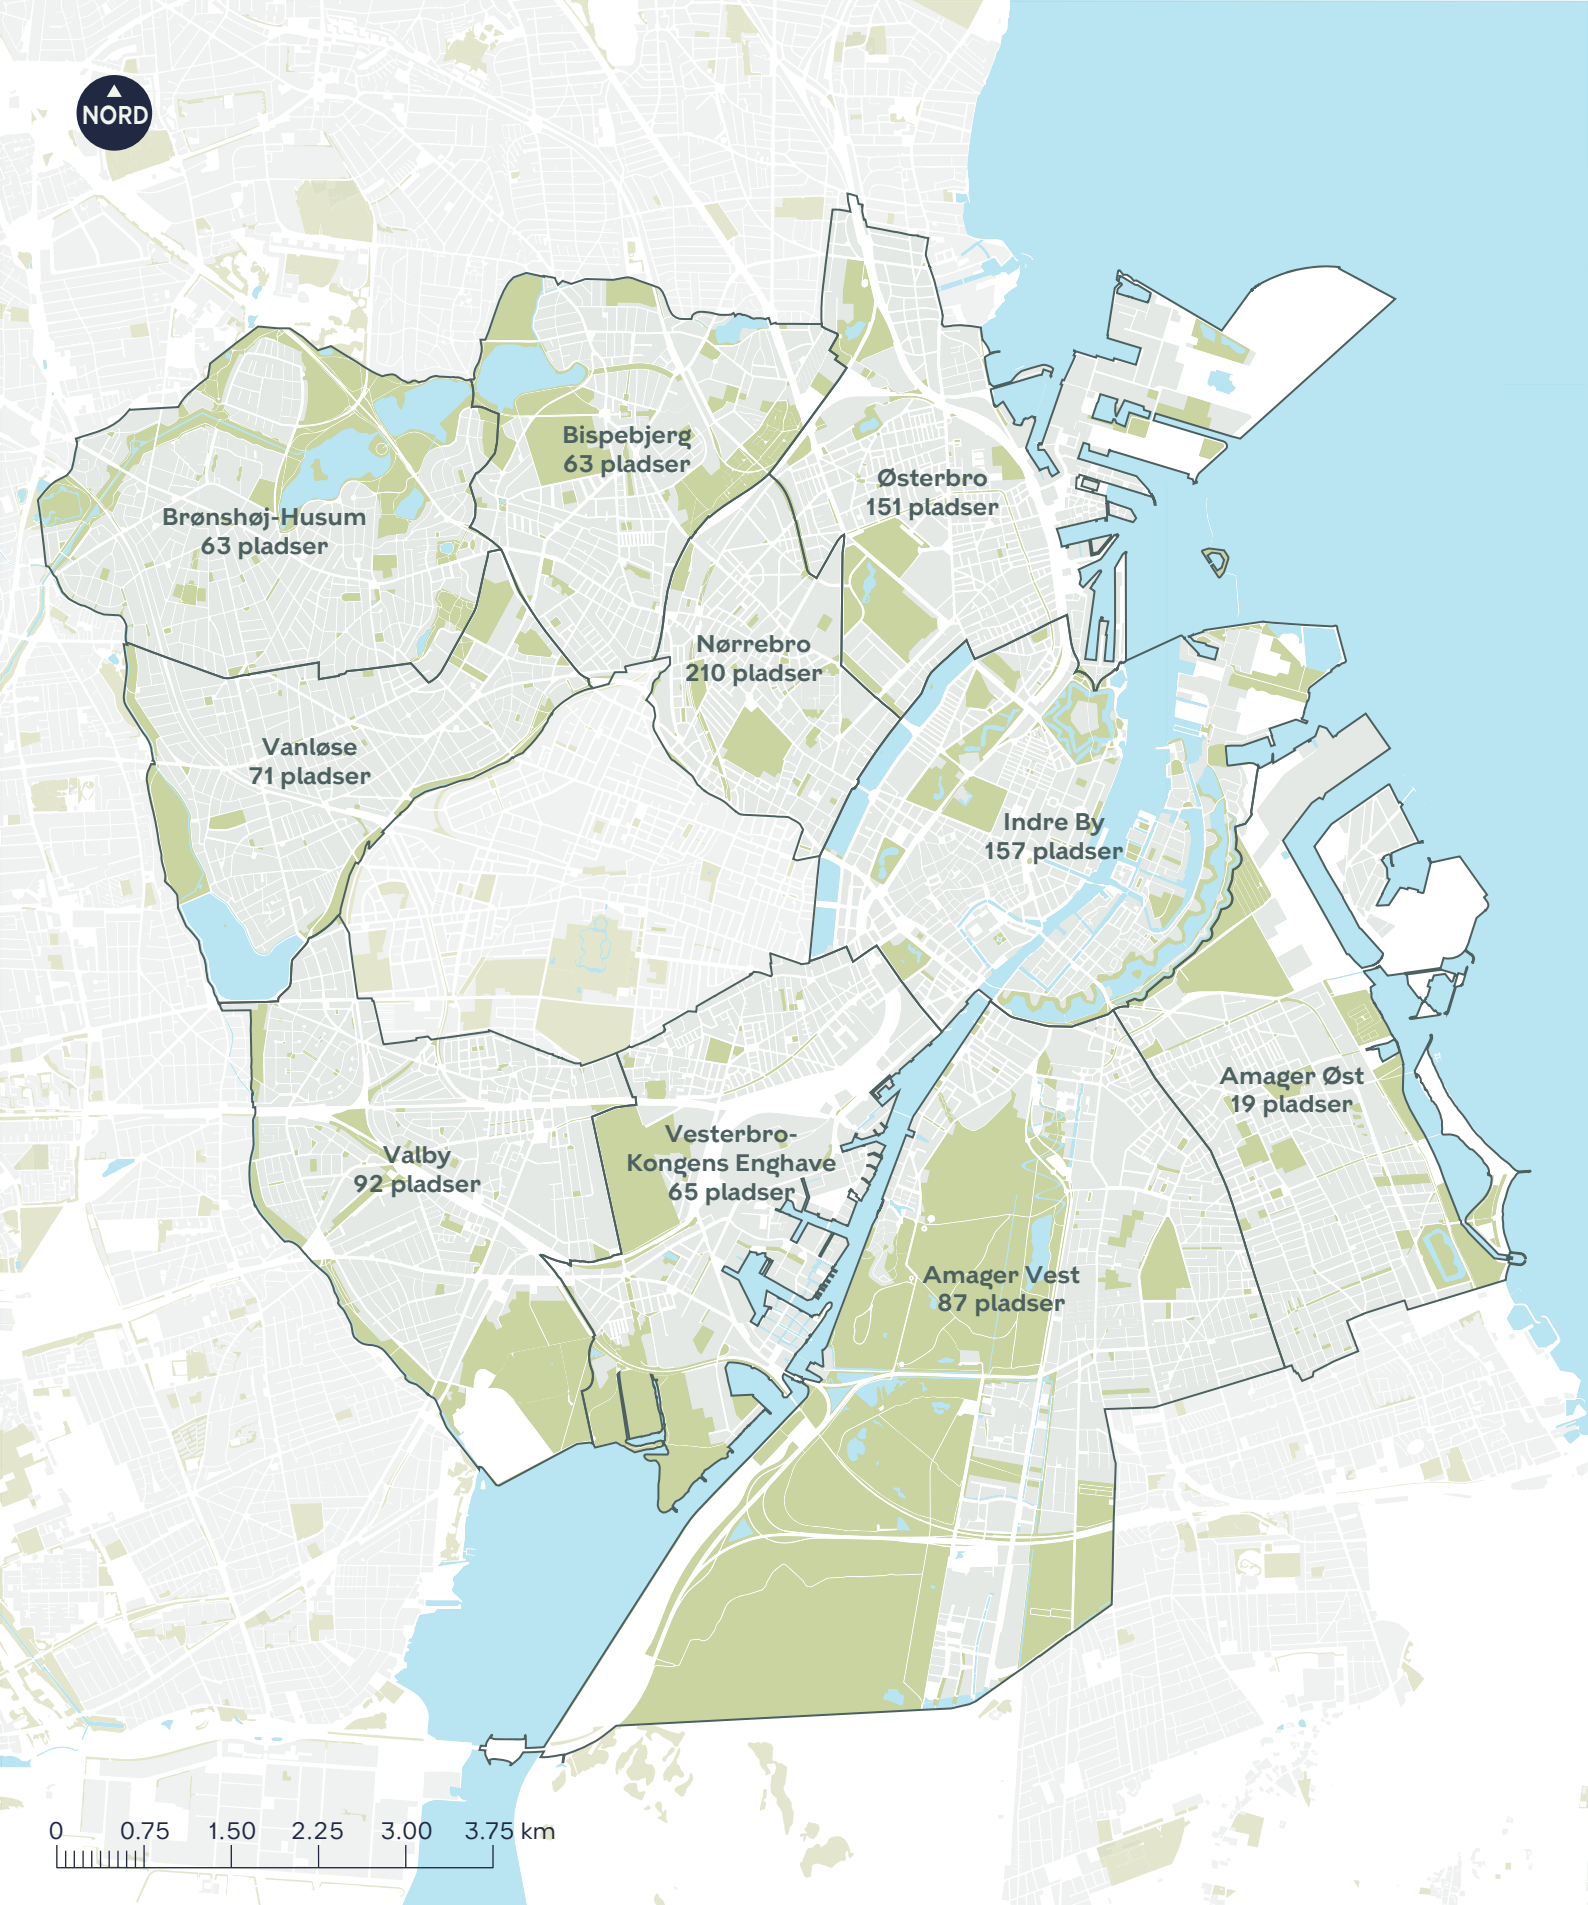 NORD
Bispebjerg
63 pladser
Østerbro
151 pladser
Brønshøj-Husum
63 pladser
Nørrebro
210 pladser
Vanløse
71 pladser
Indre By
157 pladser
Amager Øst
19 pladser
Vesterbro-
Kongens Enghave
65 pladser
Valby
92 pladser
Amager Vest
87 pladser
0 0.75 1.50 2.25 3.00 3.75 km